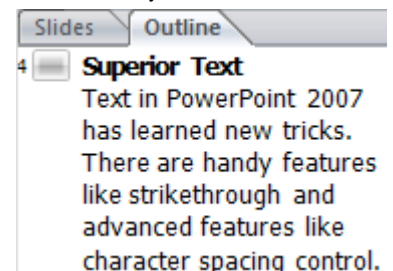 Slides Outline
4 Superior Text
Text in PowerPoint 2007
has learned new tricks.
There are handy features
like strikethrough and
advanced features like
character spacing control.